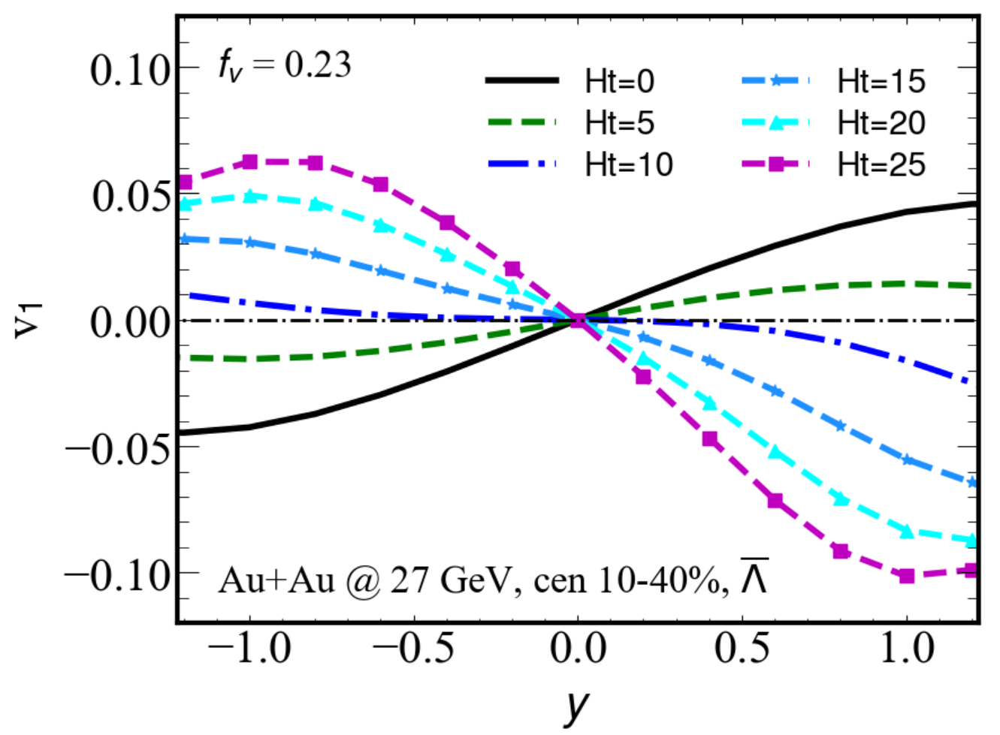 0.10
0.05
0.00
−0.05
−0.10
v₁
fᵥ = 0.23
Ht=0
Ht=5
Ht=10
Ht=15
Ht=20
Ht=25
Au+Au @ 27 GeV, cen 10-40%, Λ̅
−1.0 −0.5 0.0 0.5 1.0
y